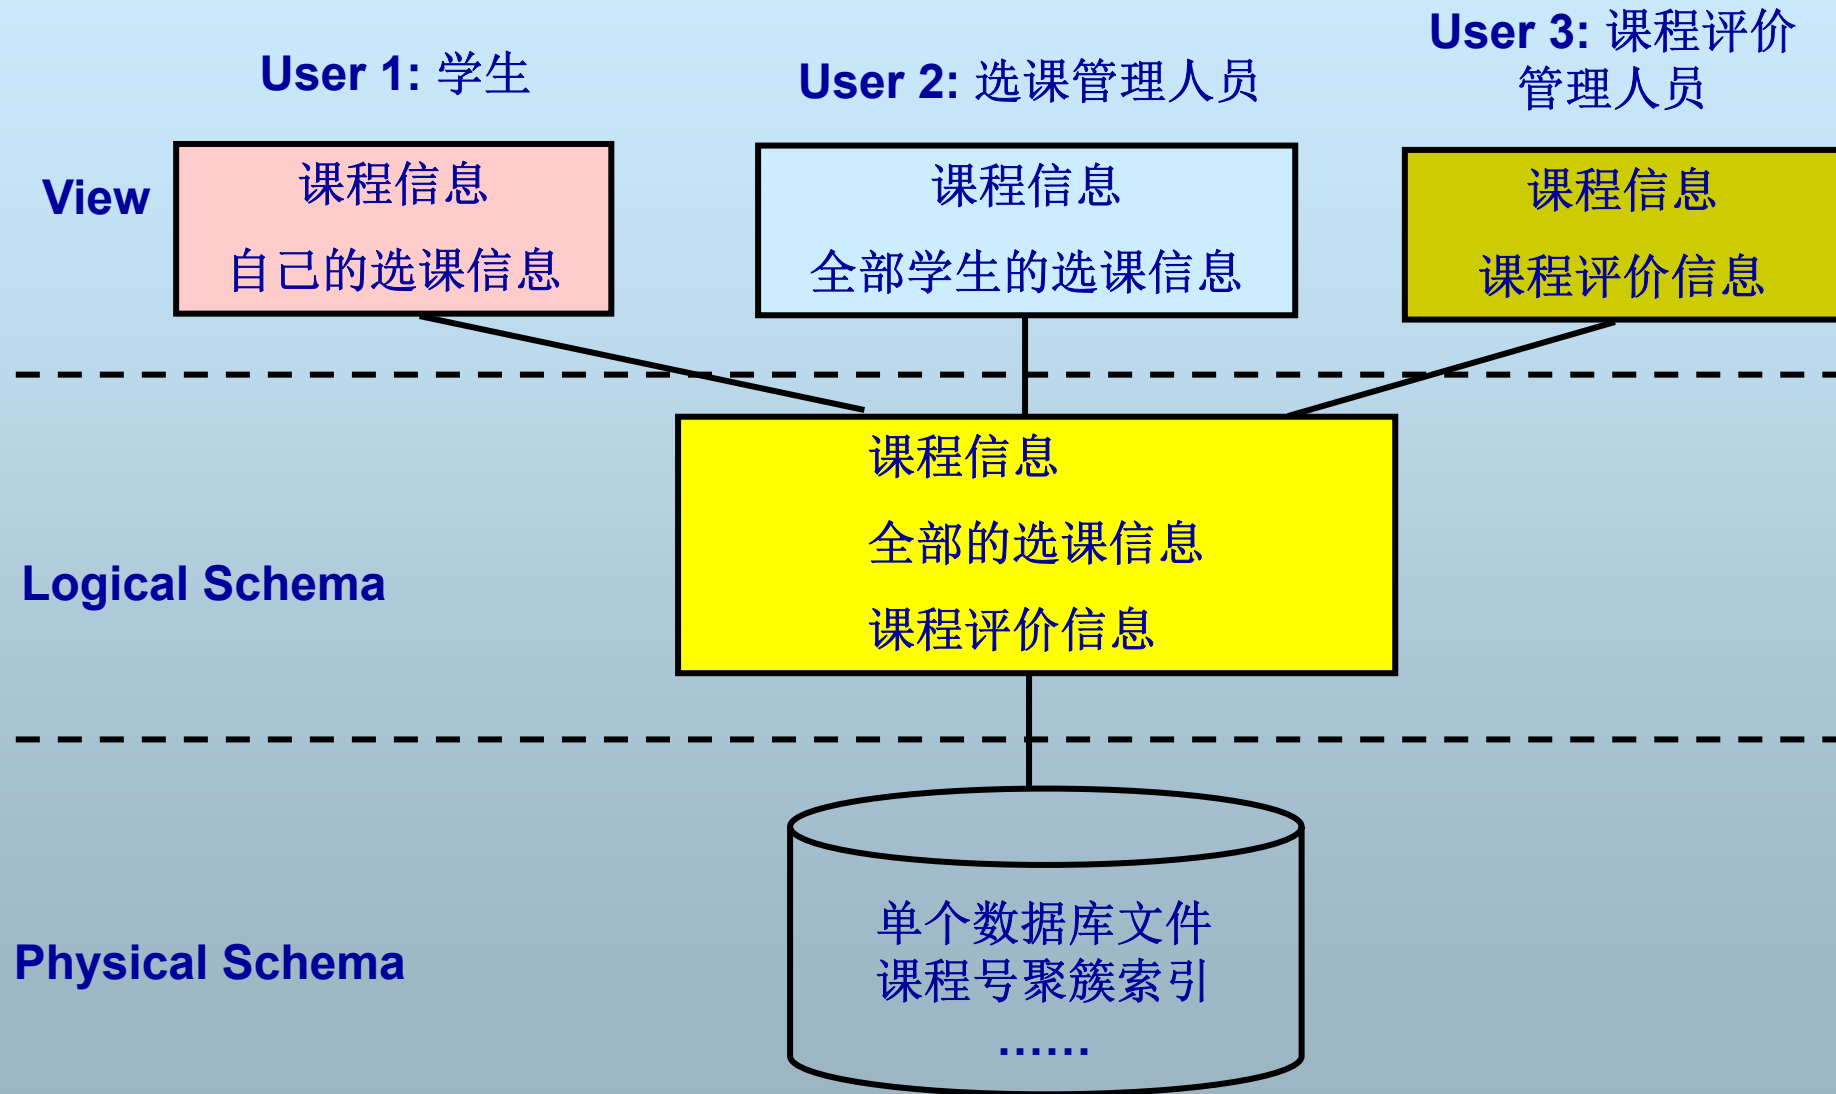 User 1: 学生
User 2: 选课管理人员
User 3: 课程评价
管理人员
View
课程信息
自己的选课信息
课程信息
全部学生的选课信息
课程信息
课程评价信息
Logical Schema
课程信息
全部的选课信息
课程评价信息
Physical Schema
单个数据库文件
课程号聚簇索引
……